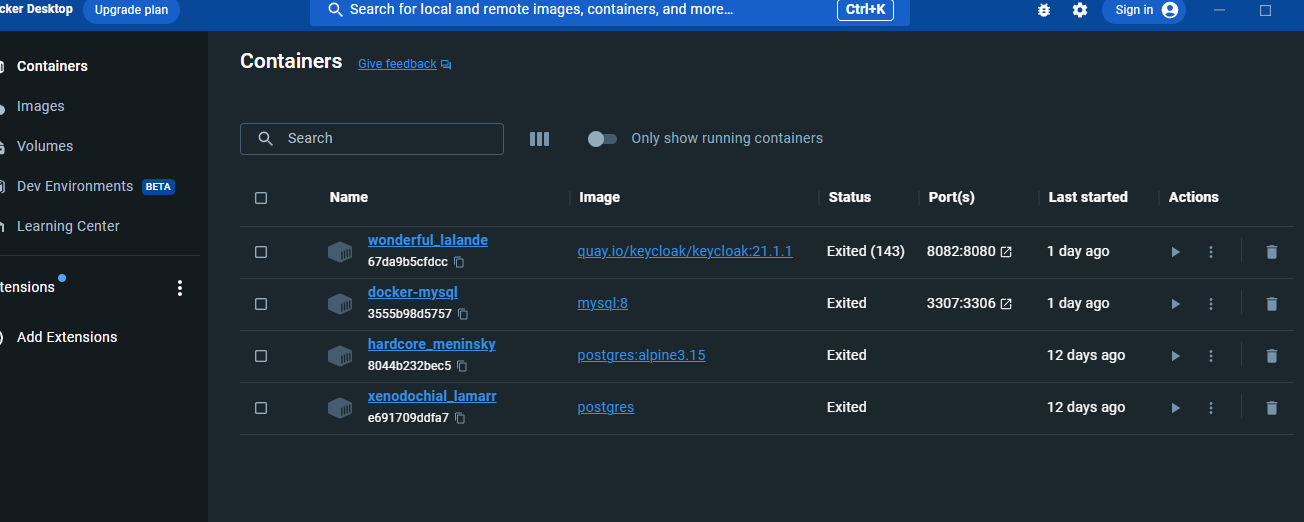 cker Desktop Upgrade plan Search for local and remote images, containers, and more... Ctrl+K Sign in
Containers
Images
Volumes
Dev Environments BETA
Learning Center
tensions
Add Extensions
Containers Give feedback
Search Only show running containers
Name Image Status Port(s) Last started Actions
wonderful_lalande quay.io/keycloak/keycloak:21.1.1 Exited (143) 8082:8080 1 day ago
67da9b5cfdcc
docker-mysql mysql:8 Exited 3307:3306 1 day ago
3555b98d5757
hardcore_meninsky postgres:alpine3.15 Exited 12 days ago
8044b232bec5
xenodochial_lamarr postgres Exited 12 days ago
e691709ddfa7